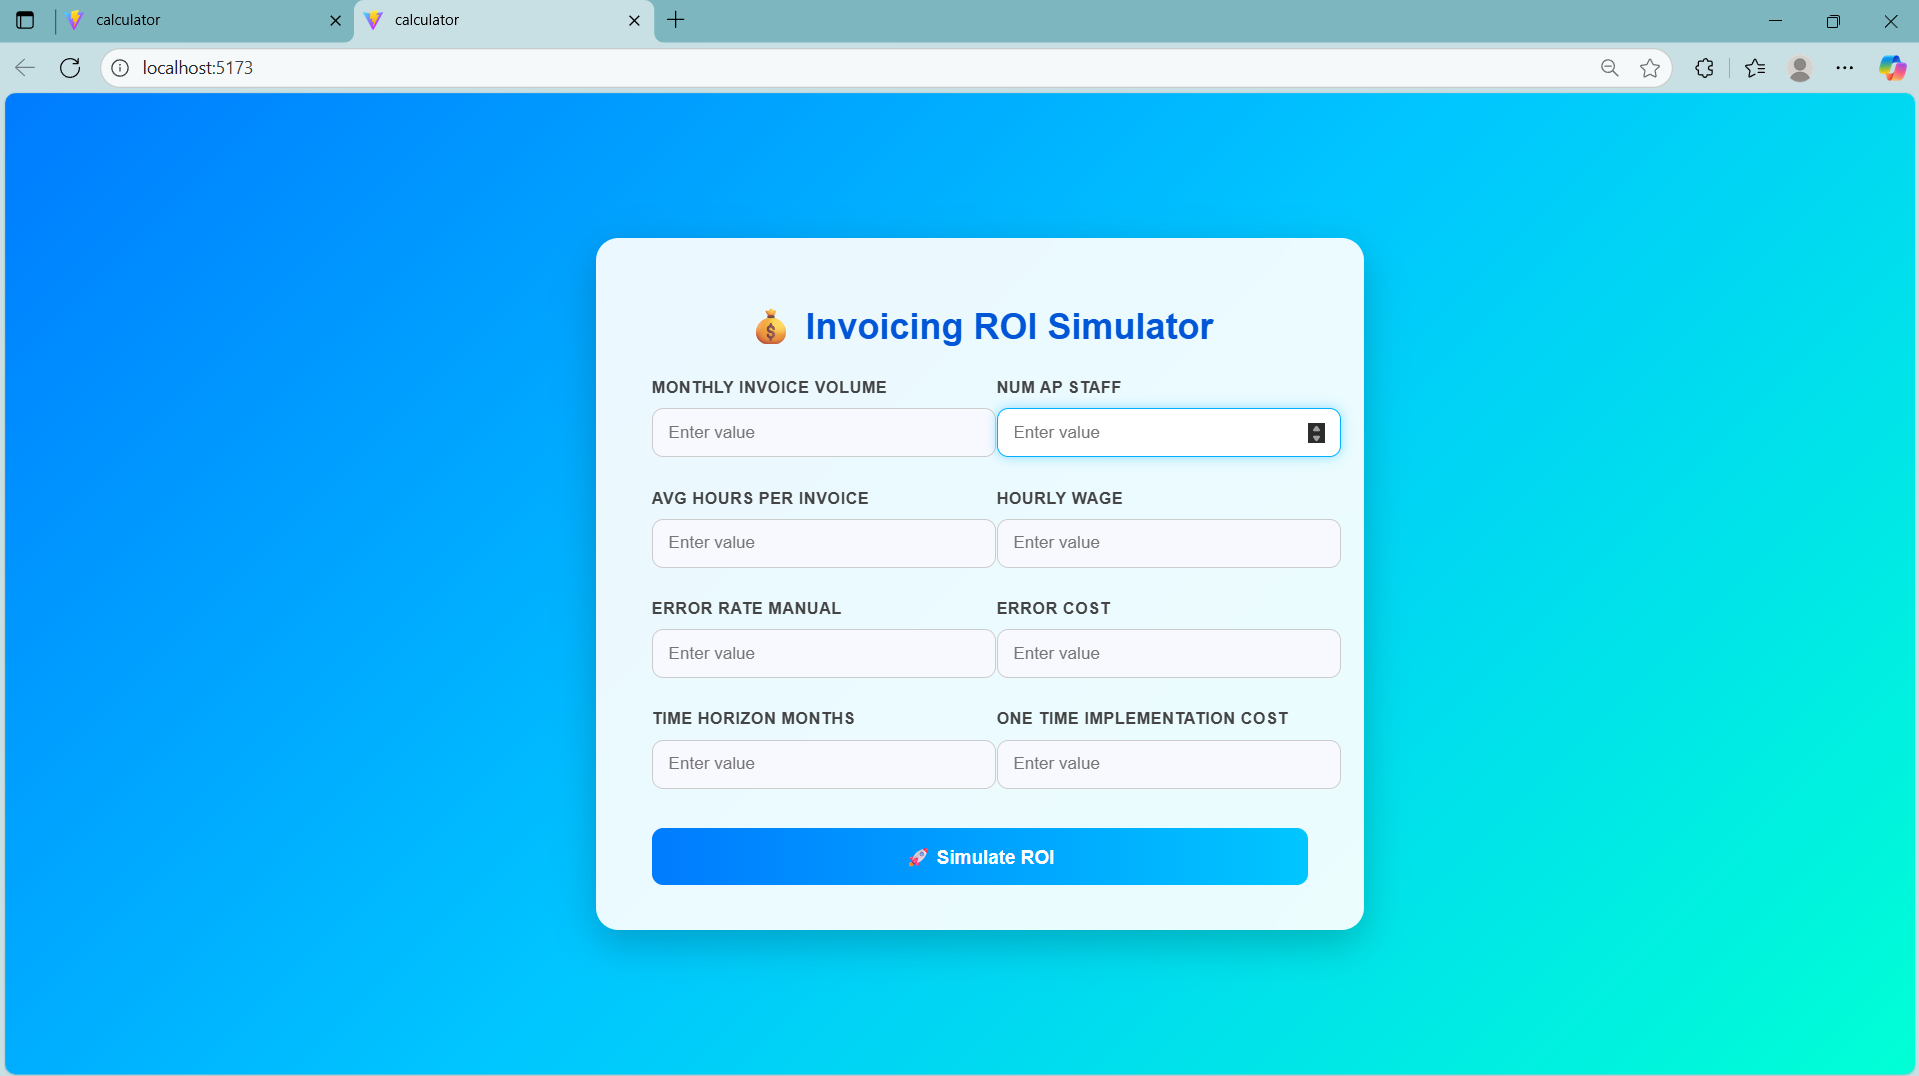 calculator
calculator
localhost:5173
💰 Invoicing ROI Simulator
MONTHLY INVOICE VOLUME
NUM AP STAFF
Enter value
Enter value
AVG HOURS PER INVOICE
HOURLY WAGE
Enter value
Enter value
ERROR RATE MANUAL
ERROR COST
Enter value
Enter value
TIME HORIZON MONTHS
ONE TIME IMPLEMENTATION COST
Enter value
Enter value
🚀 Simulate ROI